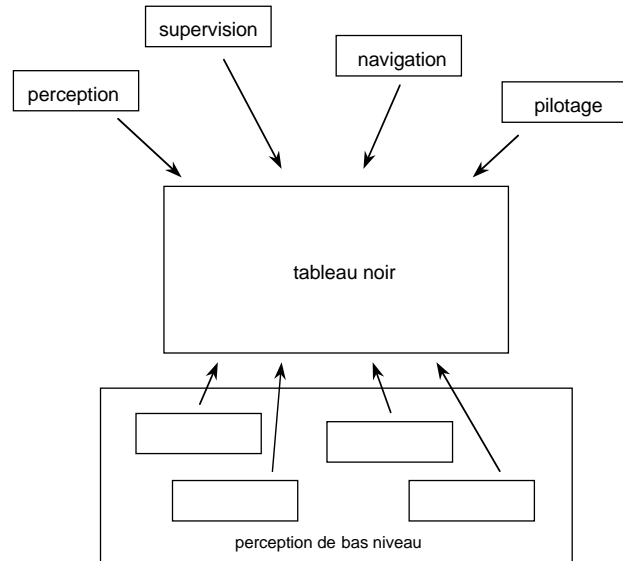 supervision
navigation
perception
pilotage
tableau noir
perception de bas niveau